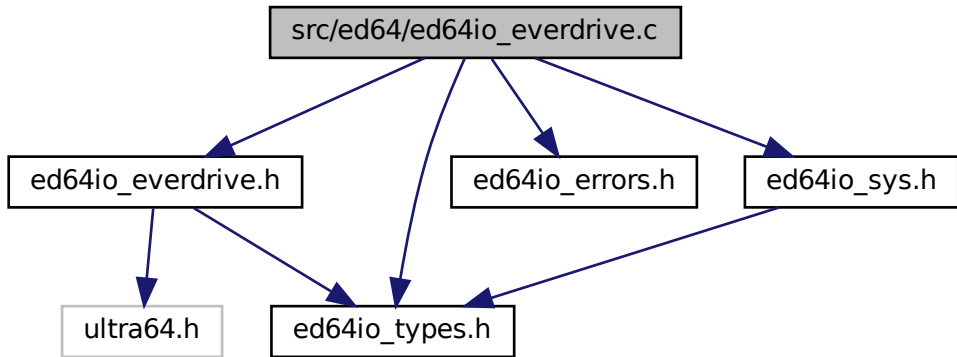 src/ed64/ed64io_everdrive.c
ed64io_everdrive.h
ed64io_errors.h
ed64io_sys.h
ultra64.h
ed64io_types.h